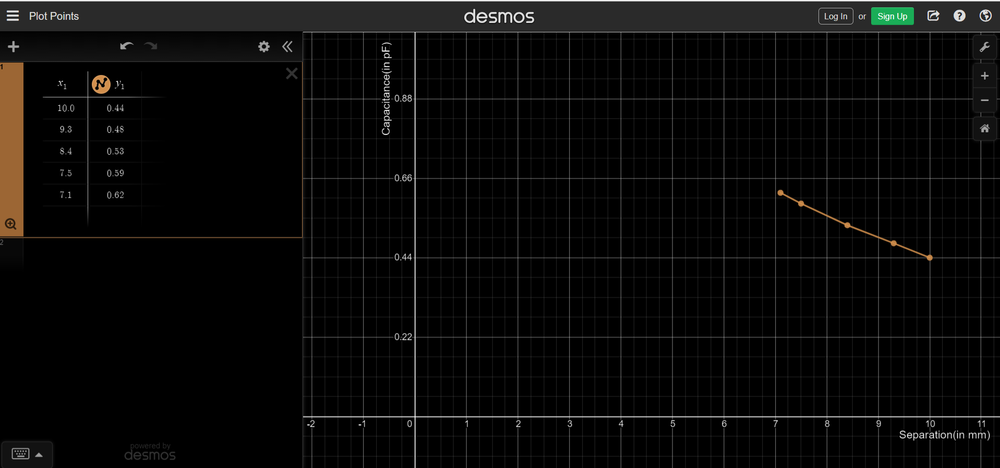 Plot Points
desmos
Log In or Sign Up
1
x₁ y₁
10.0 0.44
9.3 0.48
8.4 0.53
7.5 0.59
7.1 0.62
2
powered by
desmos
Capacitance(in pF)
0.88
0.66
0.44
0.22
-2 -1 0 1 2 3 4 5 6 7 8 9 10 11
Separation(in mm)